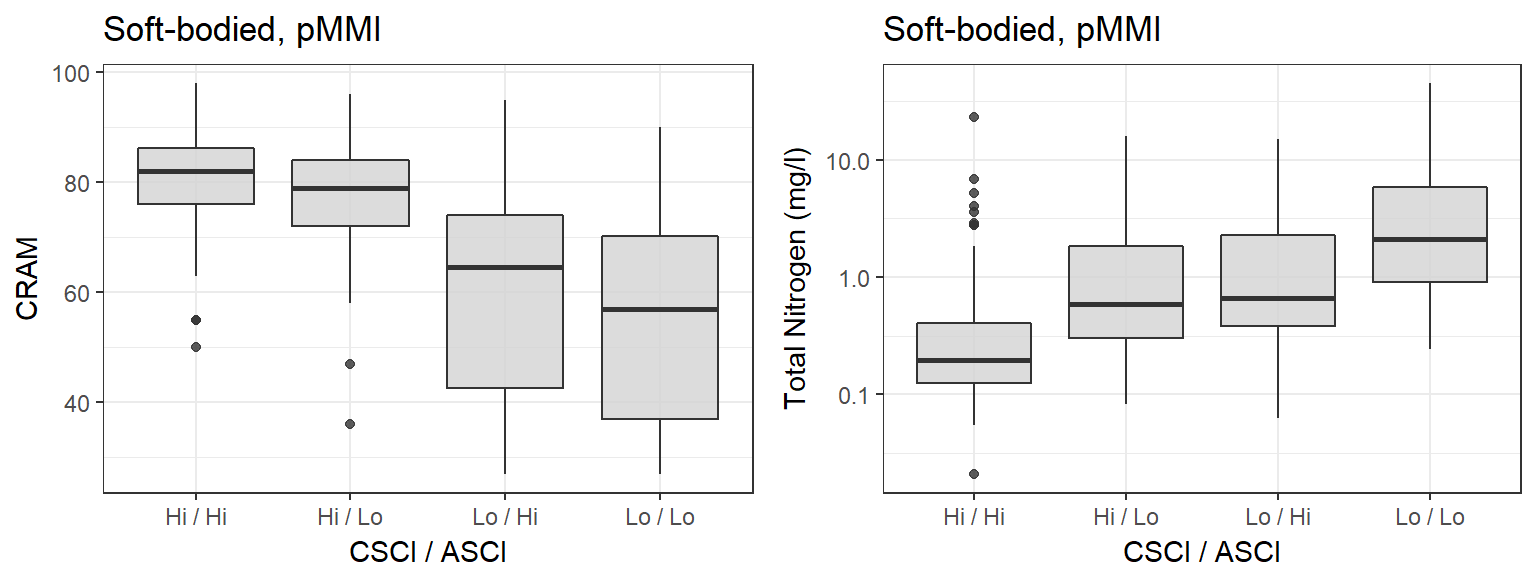 Soft-bodied, pMMI
CRAM
100
80
60
40
Hi / Hi
Hi / Lo
Lo / Hi
Lo / Lo
CSCI / ASCI
Soft-bodied, pMMI
Total Nitrogen (mg/l)
10.0
1.0
0.1
Hi / Hi
Hi / Lo
Lo / Hi
Lo / Lo
CSCI / ASCI